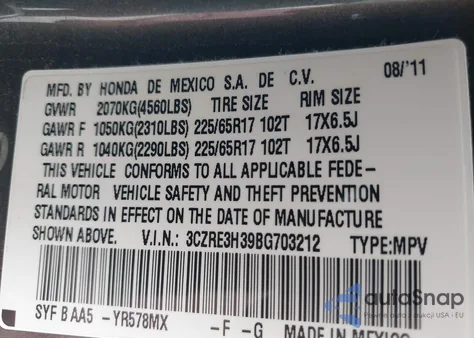 MFD. BY HONDA DE MEXICO S.A. DE C.V. 08/'11
GVWR 2070KG(4560LBS) TIRE SIZE RIM SIZE
GAWR F 1050KG(2310LBS) 225/65R17 102T 17X6.5J
GAWR R 1040KG(2290LBS) 225/65R17 102T 17X6.5J
THIS VEHICLE CONFORMS TO ALL APPLICABLE FEDE-
RAL MOTOR VEHICLE SAFETY AND THEFT PREVENTION
STANDARDS IN EFFECT ON THE DATE OF MANUFACTURE
SHOWN ABOVE. V.I.N.: 3CZRE3H39BG703212 TYPE:MPV
SYF B AA5 -YR578MX -F -G MADE IN MEXICO
autoSnap